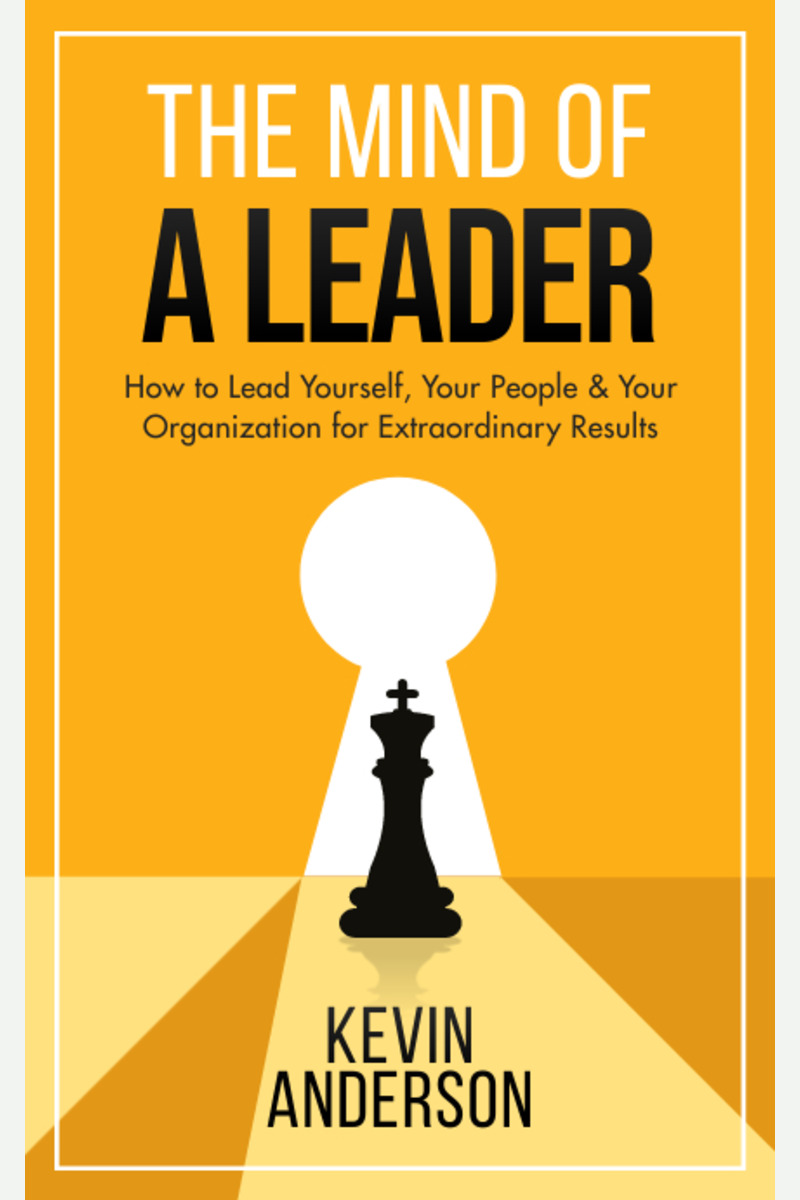 THE MIND OF
A LEADER
How to Lead Yourself, Your People & Your
Organization for Extraordinary Results
KEVIN
ANDERSON